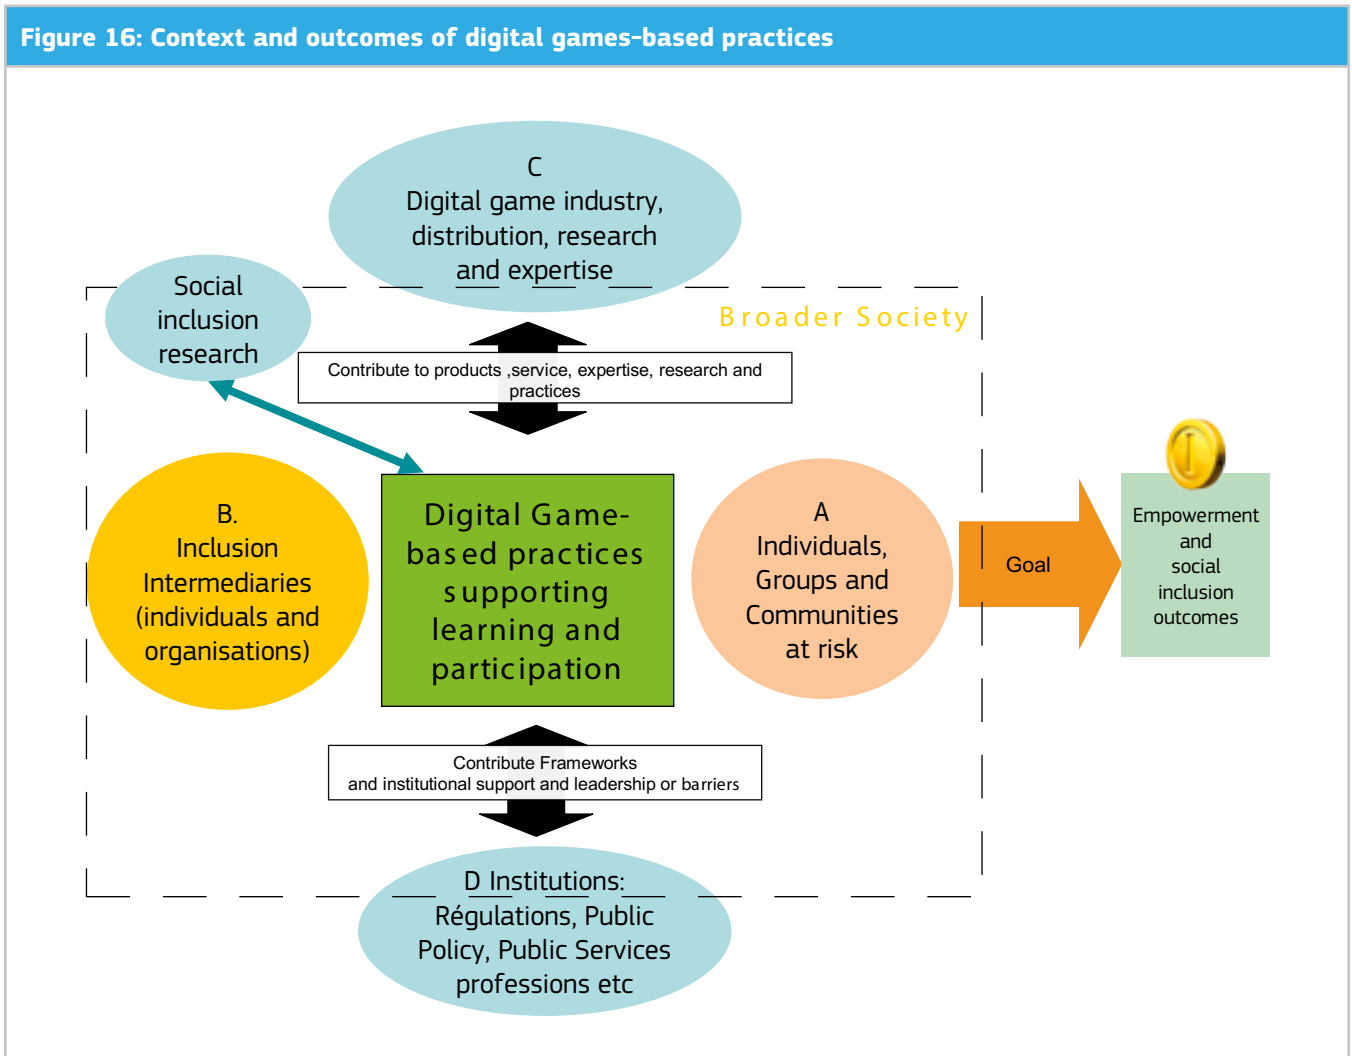 Figure 16: Context and outcomes of digital games-based practices
C
Digital game industry,
distribution, research
and expertise
Social
inclusion
research
Broader Society
Contribute to products ,service, expertise, research and
practices
B.
Inclusion
Intermediaries
(individuals and
organisations)
Digital Game-
based practices
supporting
learning and
participation
A
Individuals,
Groups and
Communities
at risk
Goal
Empowerment
and
social
inclusion
outcomes
Contribute Frameworks
and institutional support and leadership or barriers
D Institutions:
Régulations, Public
Policy, Public Services
professions etc